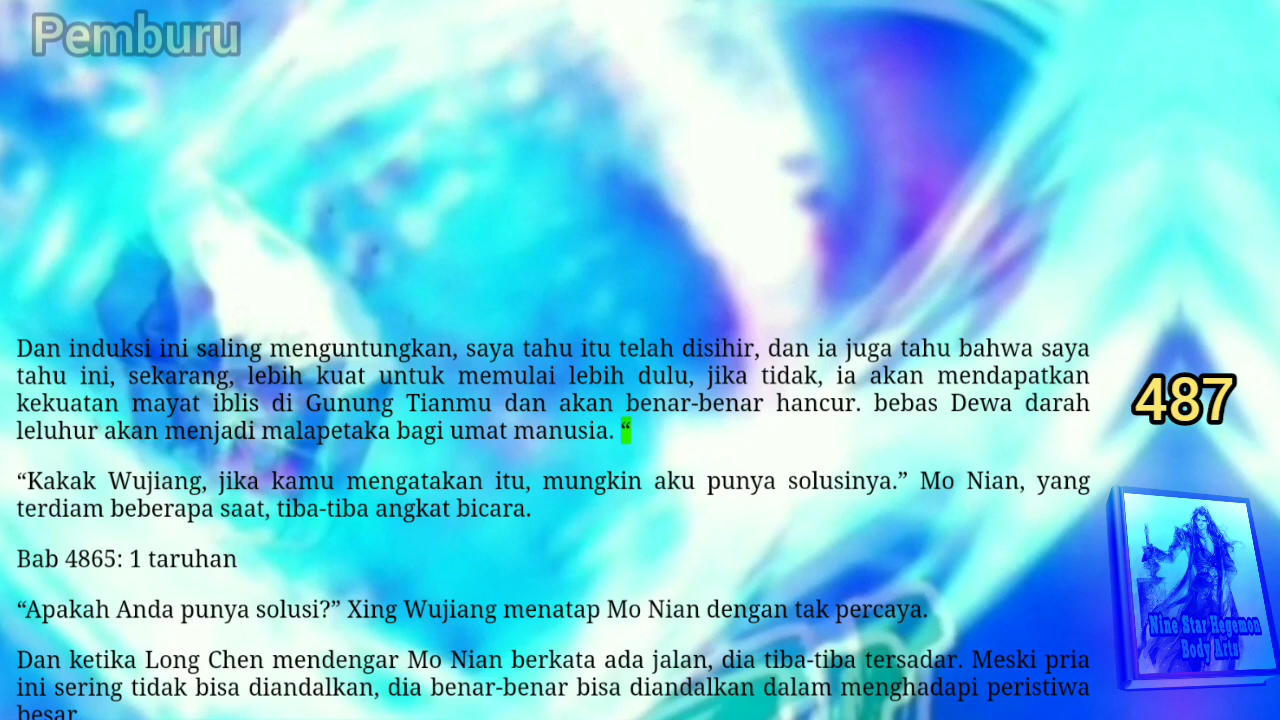 Pemburu
Dan induksi ini saling menguntungkan, saya tahu itu telah disihir, dan ia juga tahu bahwa saya
tahu ini, sekarang, lebih kuat untuk memulai lebih dulu, jika tidak, ia akan mendapatkan
kekuatan mayat iblis di Gunung Tianmu dan akan benar-benar hancur. bebas Dewa darah
leluhur akan menjadi malapetaka bagi umat manusia. “
“Kakak Wujiang, jika kamu mengatakan itu, mungkin aku punya solusinya.” Mo Nian, yang
terdiam beberapa saat, tiba-tiba angkat bicara.
Bab 4865: 1 taruhan
“Apakah Anda punya solusi?” Xing Wujiang menatap Mo Nian dengan tak percaya.
Dan ketika Long Chen mendengar Mo Nian berkata ada jalan, dia tiba-tiba tersadar. Meski pria
ini sering tidak bisa diandalkan, dia benar-benar bisa diandalkan dalam menghadapi peristiwa
besar.
487
Nine Star Hegemon
Body Arts